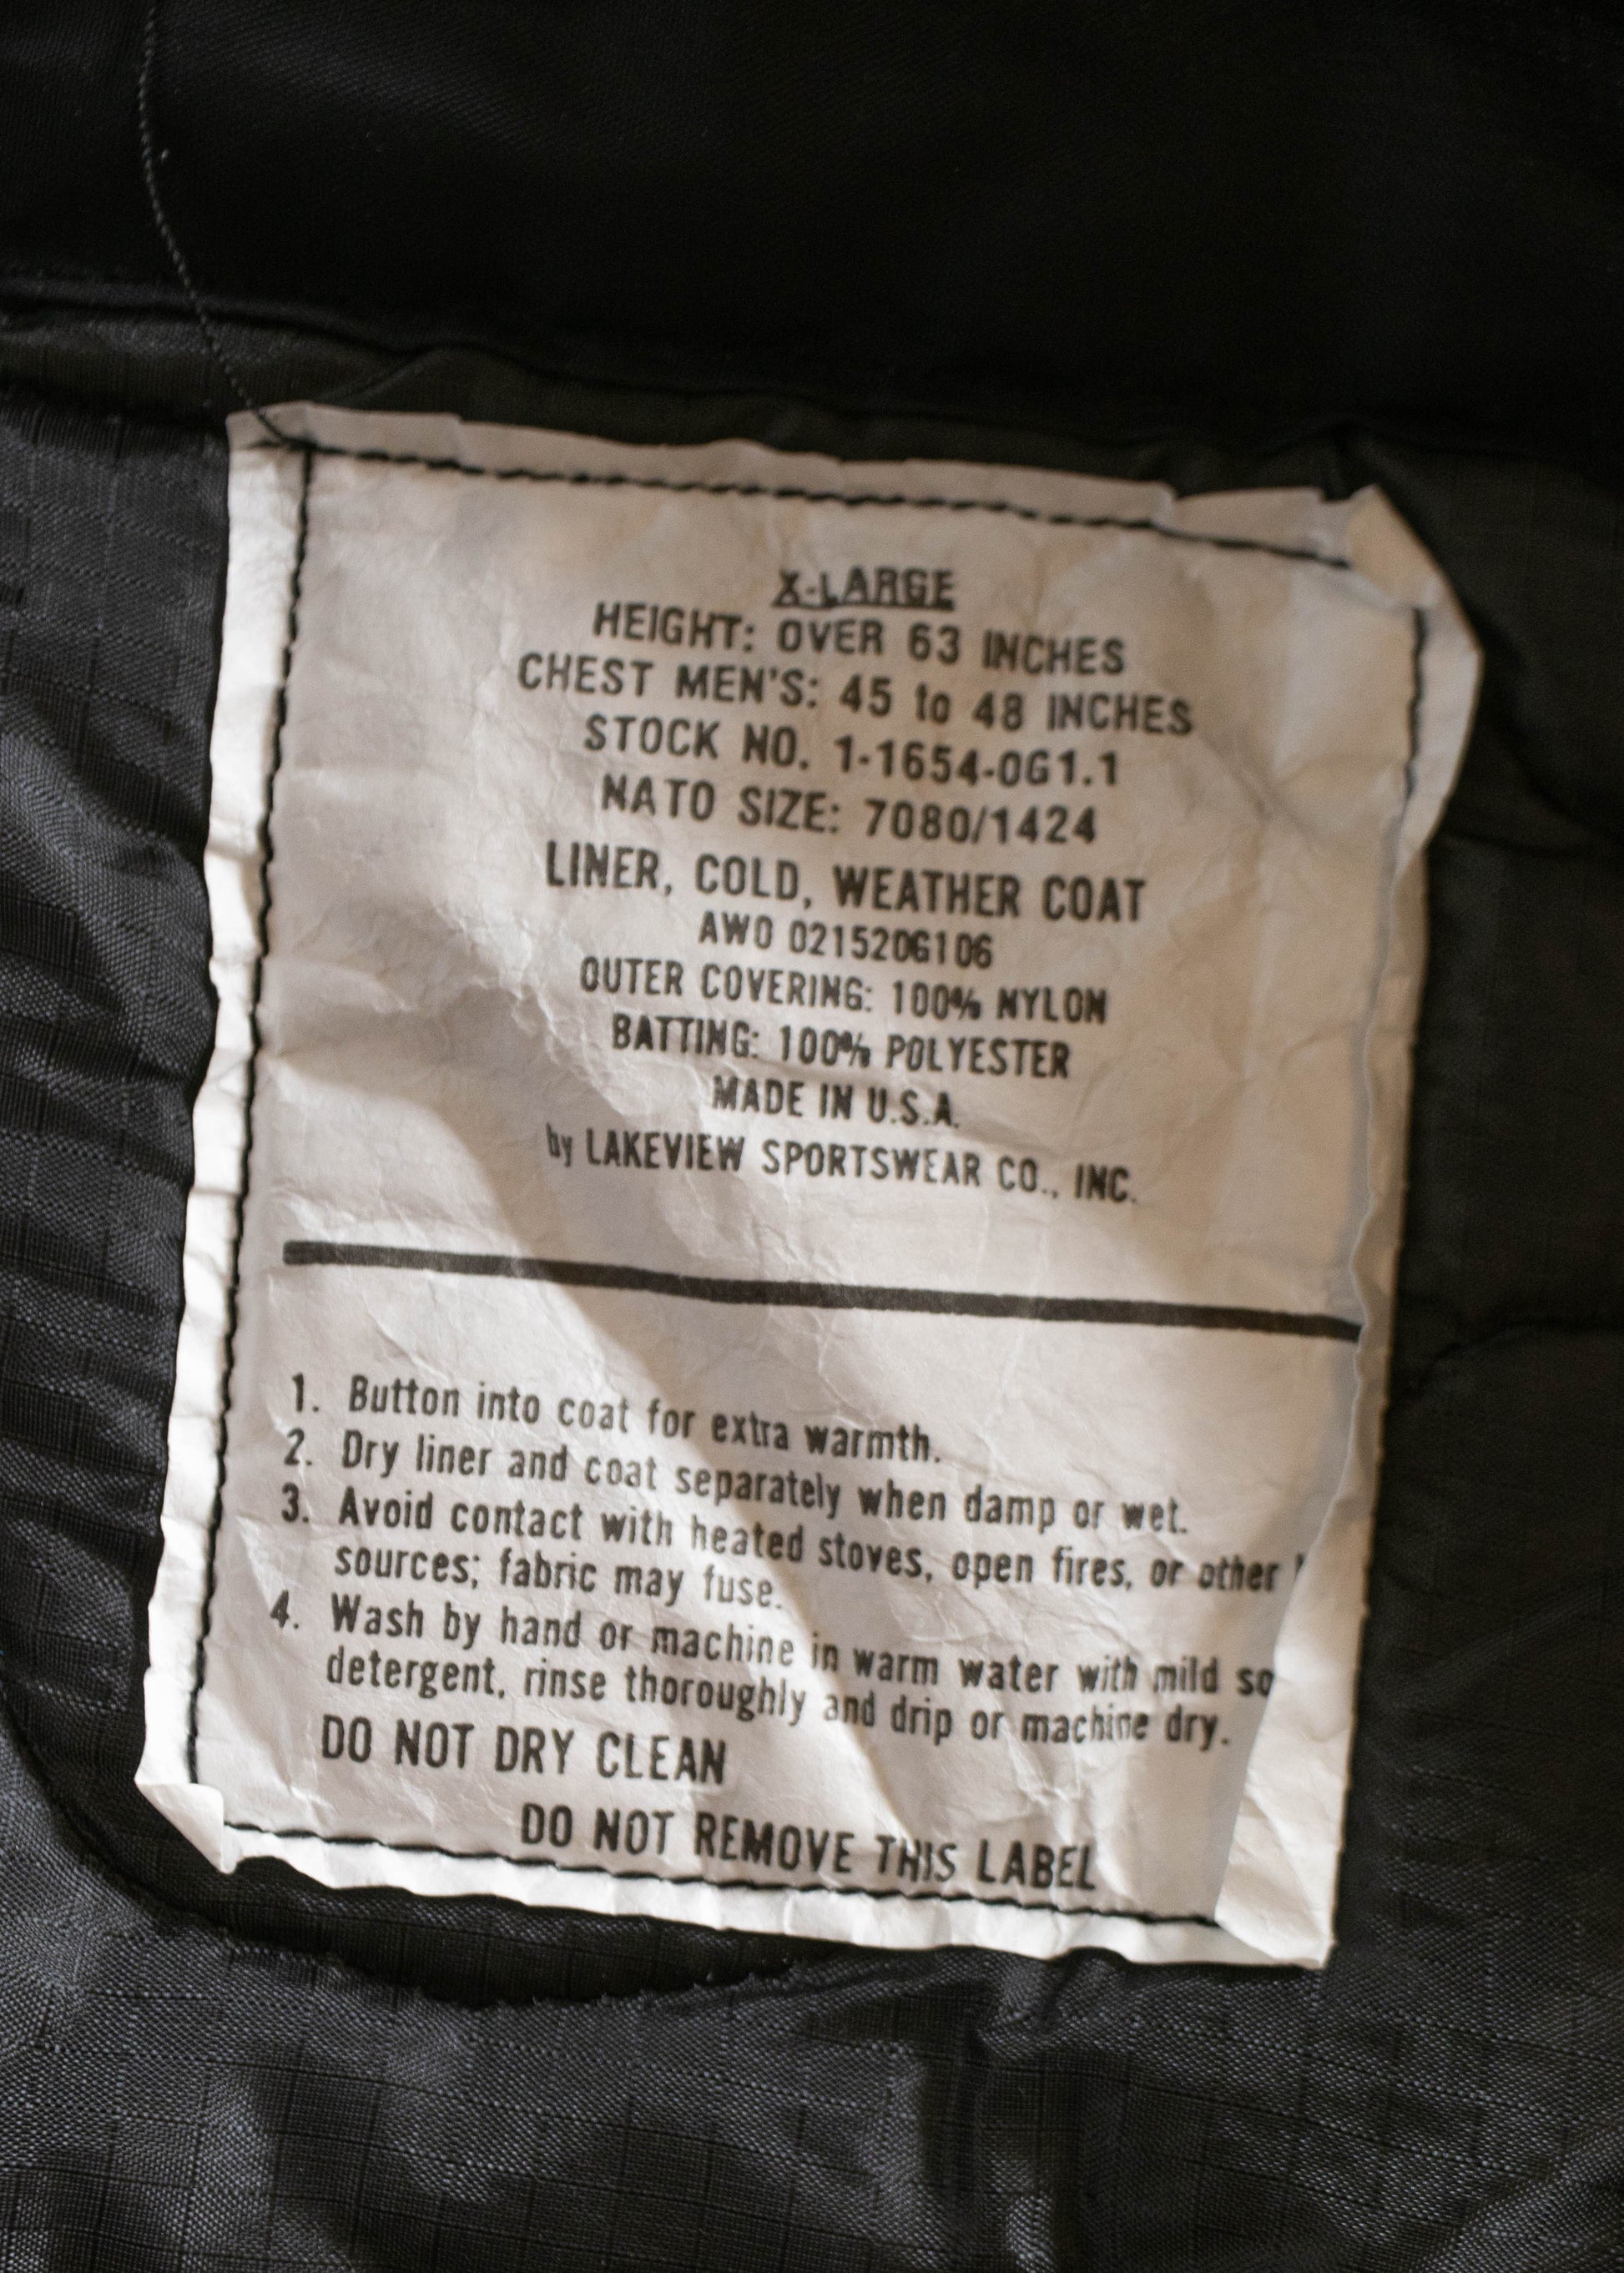 X-LARGE
HEIGHT: OVER 63 INCHES
CHEST MEN'S: 45 to 48 INCHES
STOCK NO. 1-1654-0G1.1
NATO SIZE: 7080/1424
LINER, COLD, WEATHER COAT
AWO 021520G106
OUTER COVERING: 100% NYLON
BATTING: 100% POLYESTER
MADE IN U.S.A.
by LAKEVIEW SPORTSWEAR CO., INC.
1. Button into coat for extra warmth.
2. Dry liner and coat separately when damp or wet.
3. Avoid contact with heated stoves, open fires, or other
sources; fabric may fuse.
4. Wash by hand or machine in warm water with mild so
detergent, rinse thoroughly and drip or machine dry.
DO NOT DRY CLEAN
DO NOT REMOVE THIS LABEL